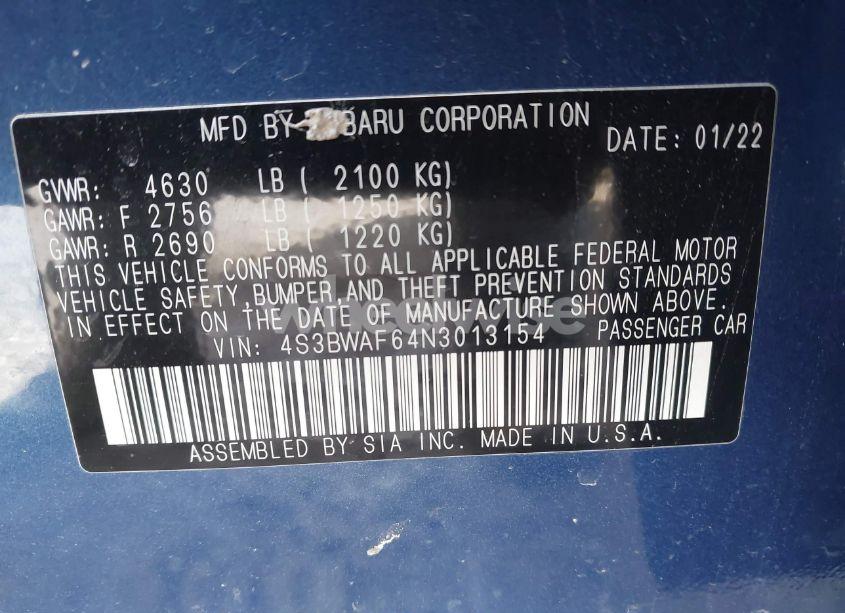 MFD BY SUBARU CORPORATION
DATE: 01/22
GVWR: 4630 LB ( 2100 KG)
GAWR: F 2756 LB ( 1250 KG)
GAWR: R 2690 LB ( 1220 KG)
THIS VEHICLE CONFORMS TO ALL APPLICABLE FEDERAL MOTOR
VEHICLE SAFETY,BUMPER,AND THEFT PREVENTION STANDARDS
IN EFFECT ON THE DATE OF MANUFACTURE SHOWN ABOVE.
wheelwise
VIN: 4S3BWAF64N3013154 PASSENGER CAR
ASSEMBLED BY SIA INC. MADE IN U.S.A.